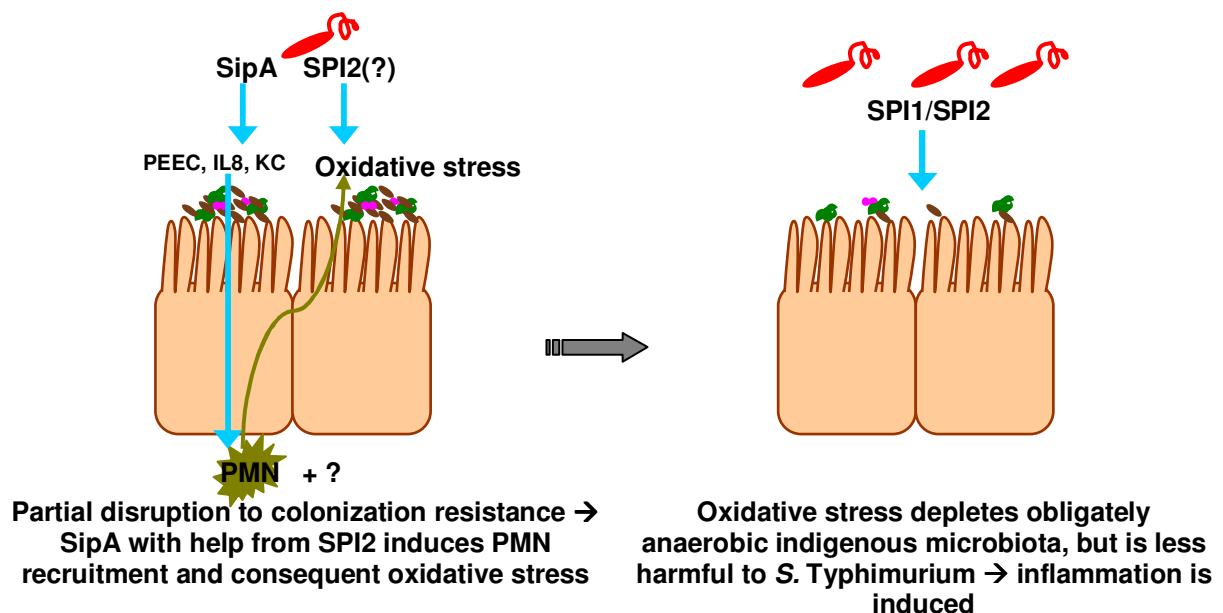 SipA SPI2(?)
PEEC, IL8, KC Oxidative stress
PMN + ?
Partial disruption to colonization resistance →
SipA with help from SPI2 induces PMN
recruitment and consequent oxidative stress
SPI1/SPI2
Oxidative stress depletes obligately
anaerobic indigenous microbiota, but is less
harmful to S. Typhimurium → inflammation is
induced